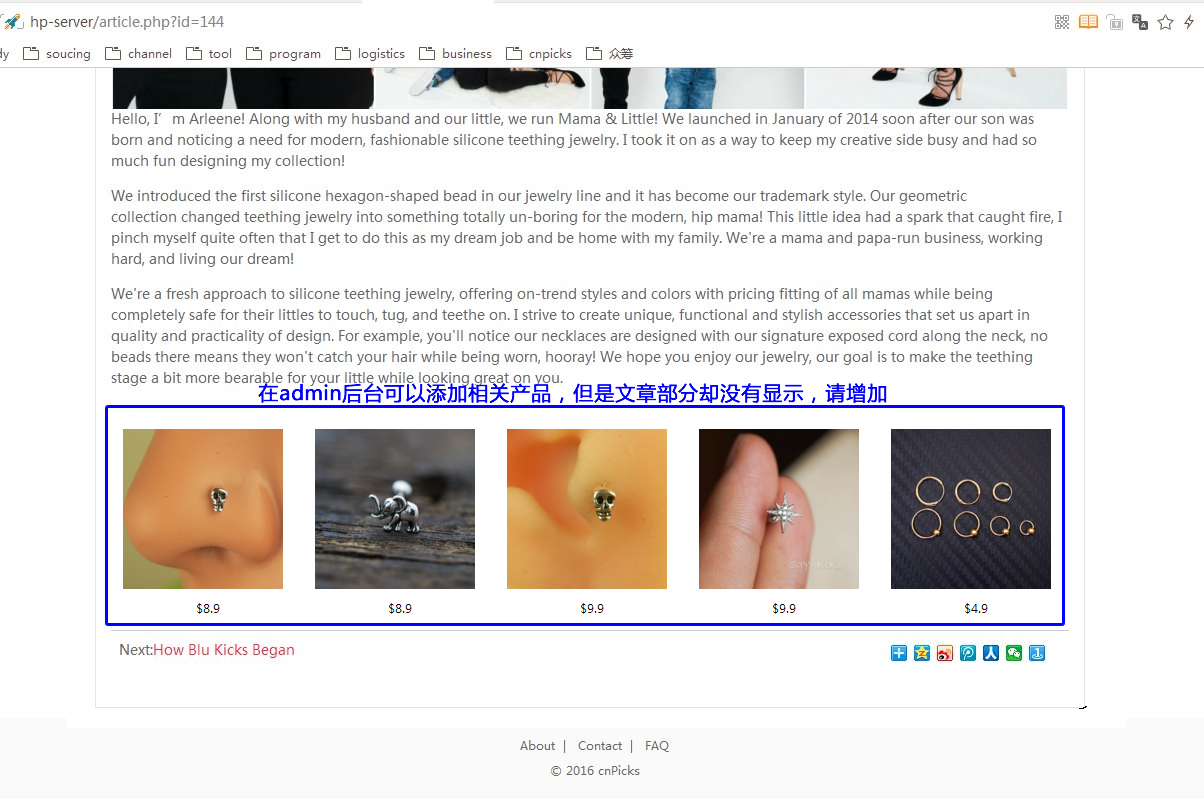 hp-server/article.php?id=144
dy soucing channel tool program logistics business cnpicks 众筹
Hello, I' m Arleene! Along with my husband and our little, we run Mama & Little! We launched in January of 2014 soon after our son was
born and noticing a need for modern, fashionable silicone teething jewelry. I took it on as a way to keep my creative side busy and had so
much fun designing my collection!
We introduced the first silicone hexagon-shaped bead in our jewelry line and it has become our trademark style. Our geometric
collection changed teething jewelry into something totally un-boring for the modern, hip mama! This little idea had a spark that caught fire, I
pinch myself quite often that I get to do this as my dream job and be home with my family. We're a mama and papa-run business, working
hard, and living our dream!
We're a fresh approach to silicone teething jewelry, offering on-trend styles and colors with pricing fitting of all mamas while being
completely safe for their littles to touch, tug, and teethe on. I strive to create unique, functional and stylish accessories that set us apart in
quality and practicality of design. For example, you'll notice our necklaces are designed with our signature exposed cord along the neck, no
beads there means they won't catch your hair while being worn, hooray! We hope you enjoy our jewelry, our goal is to make the teething
stage a bit more bearable for your little while looking great on you.
在admin后台可以添加相关产品，但是文章部分却没有显示，请增加
$8.9 $8.9 $9.9 $9.9 $4.9
Next:How Blu Kicks Began
About | Contact | FAQ
© 2016 cnPicks